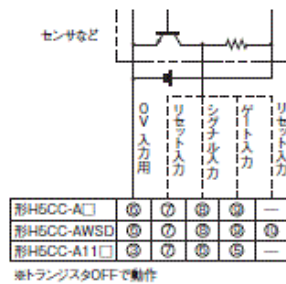 センサなど
0V入力用
リセット入力
シグナル入力
ゲート入力
リセット入力
形H5CC-A□ ⑥ ⑦ ⑧ ⑨ —
形H5CC-AWSD ⑥ ⑦ ⑧ ⑨ ⑩
形H5CC-A11□ ③ ⑦ ⑥ ⑤ —
※トランジスタOFFで動作